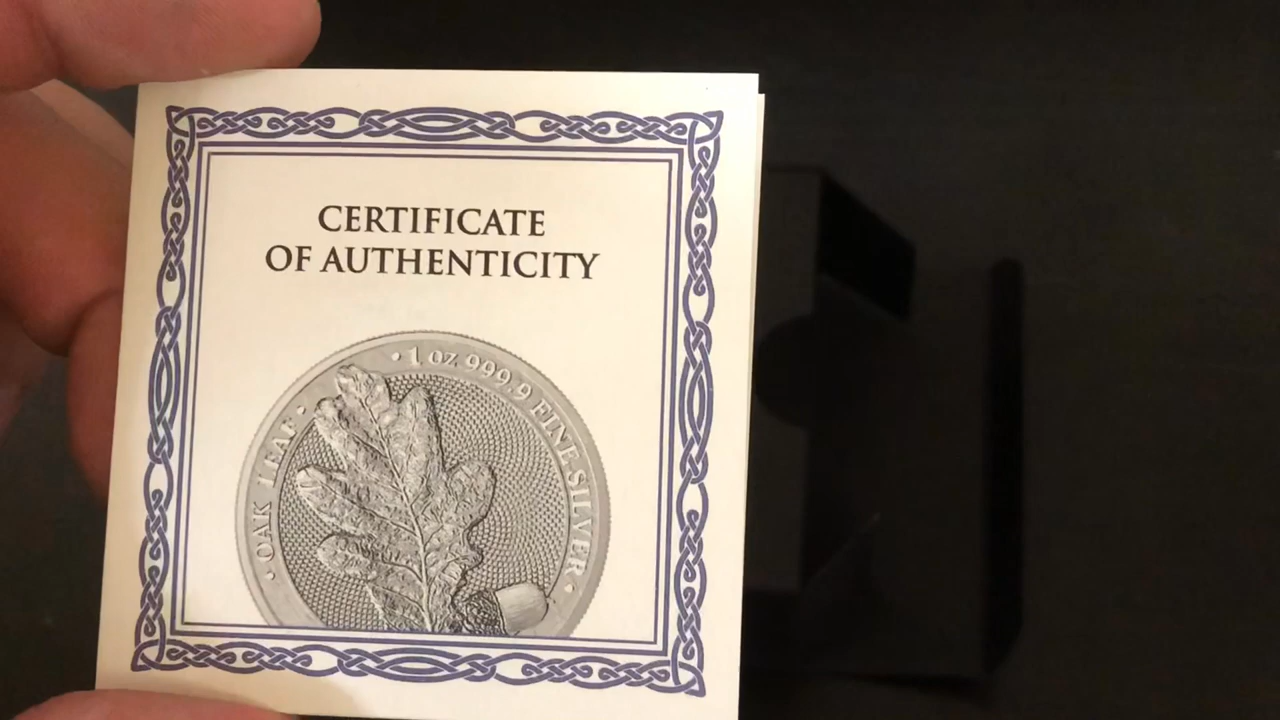 CERTIFICATE
OF AUTHENTICITY
• OAK LEAF • • 1 OZ 999.9 FINE SILVER •